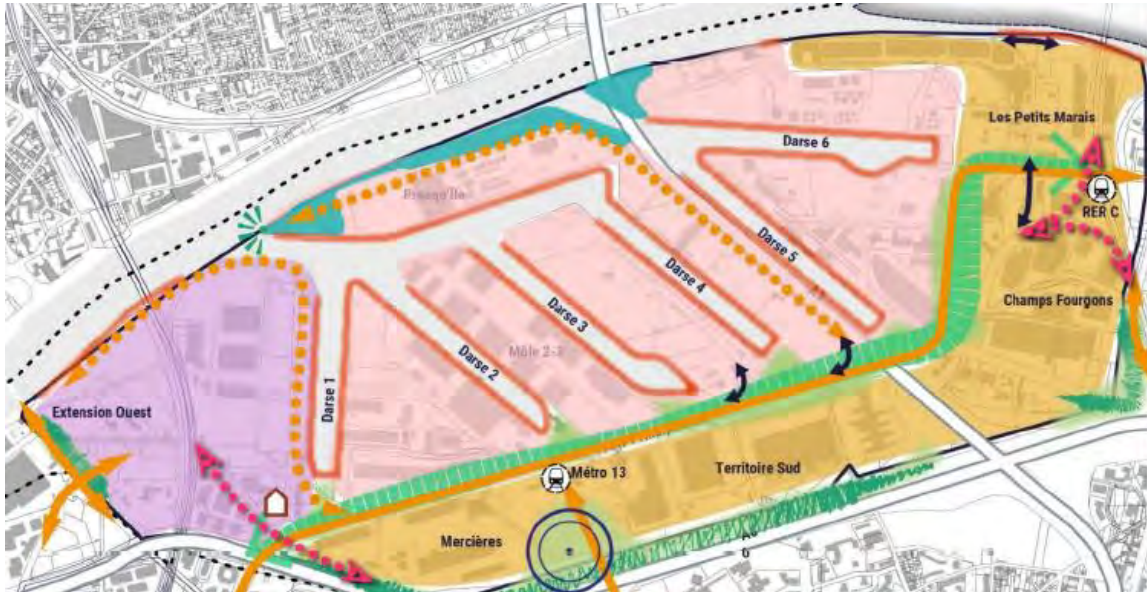 Les Petits Marais
Darse 6
Presqu'île
RER C
Darse 5
Darse 4
Champs Fourgons
Darse 3
Môle 2-3
Darse 2
Darse 1
Extension Ouest
Métro 13
Territoire Sud
Mercières